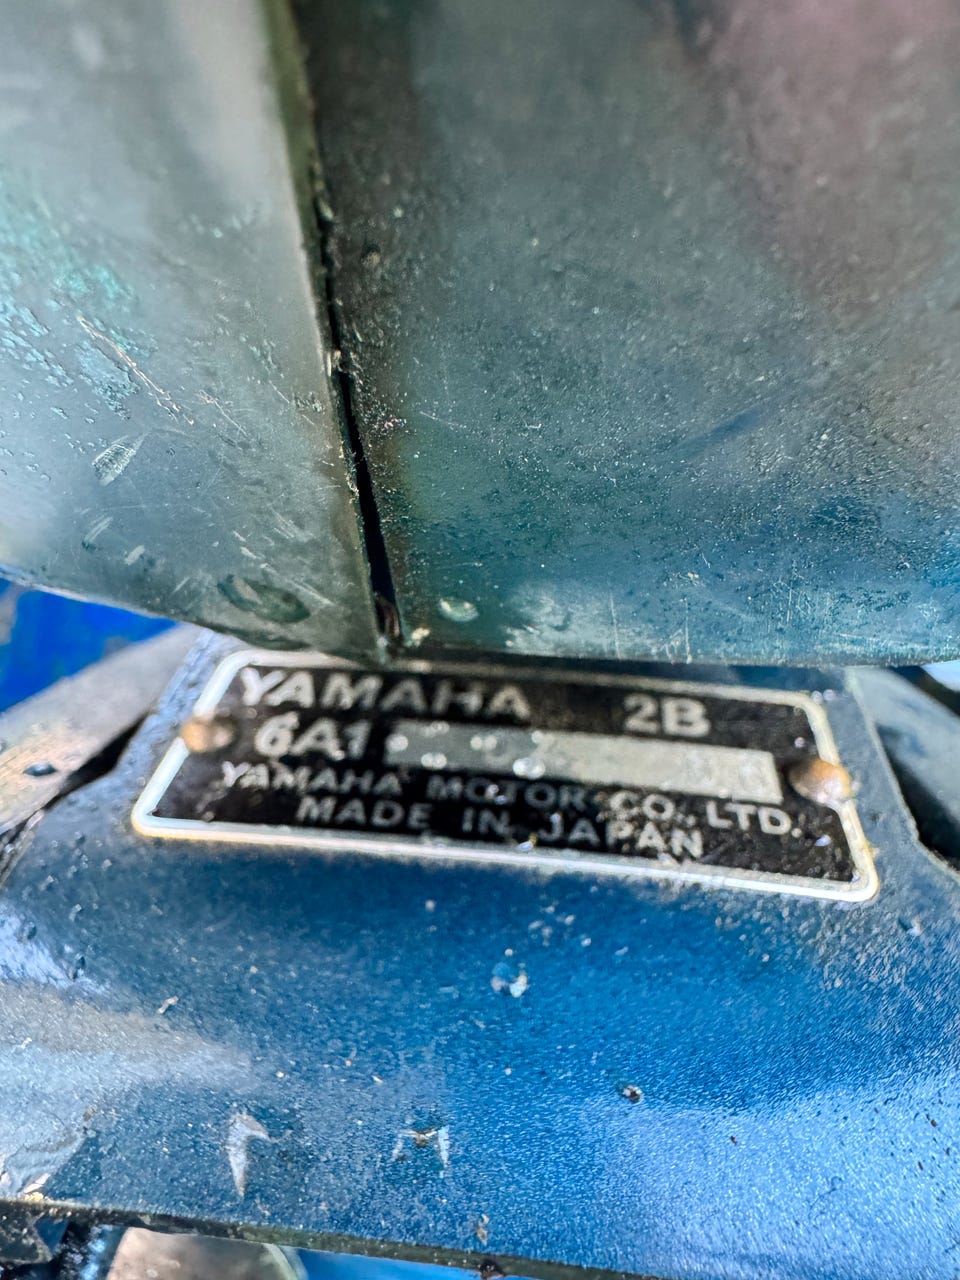 YAMAHA 2B
6A1
YAMAHA MOTOR CO., LTD.
MADE IN JAPAN